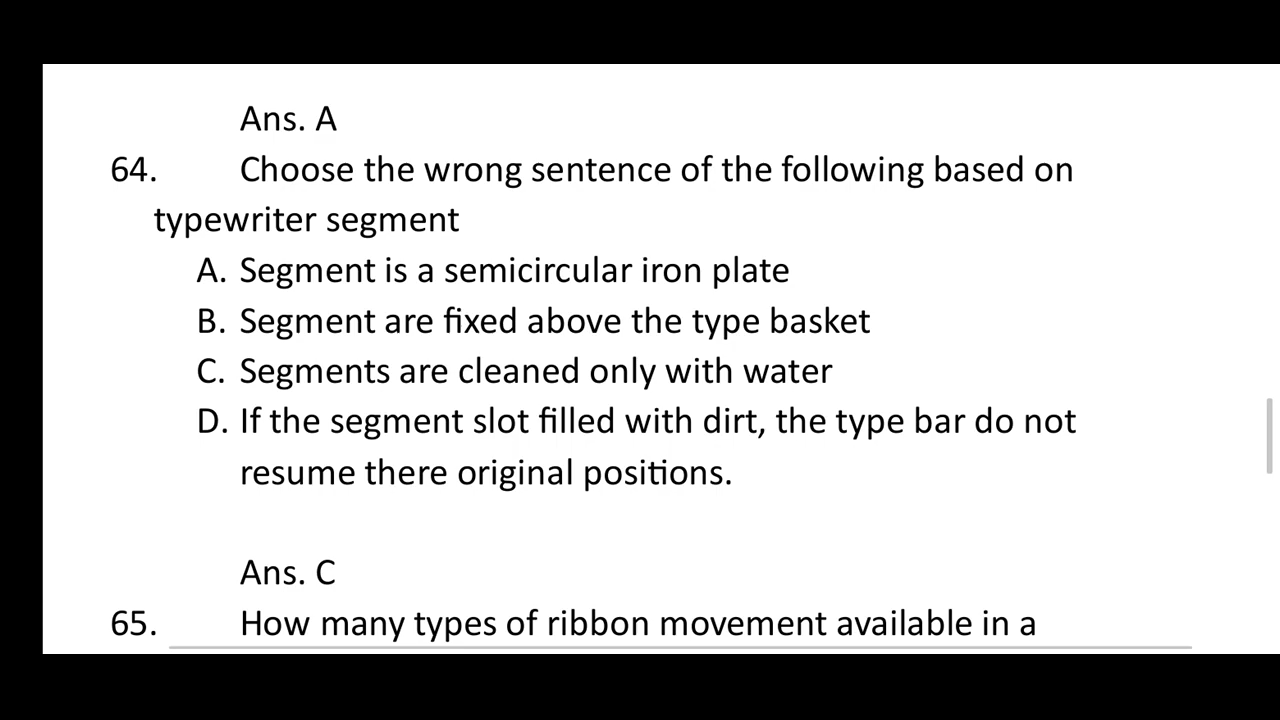 Ans. A
64. Choose the wrong sentence of the following based on
typewriter segment
A. Segment is a semicircular iron plate
B. Segment are fixed above the type basket
C. Segments are cleaned only with water
D. If the segment slot filled with dirt, the type bar do not
resume there original positions.
Ans. C
65. How many types of ribbon movement available in a